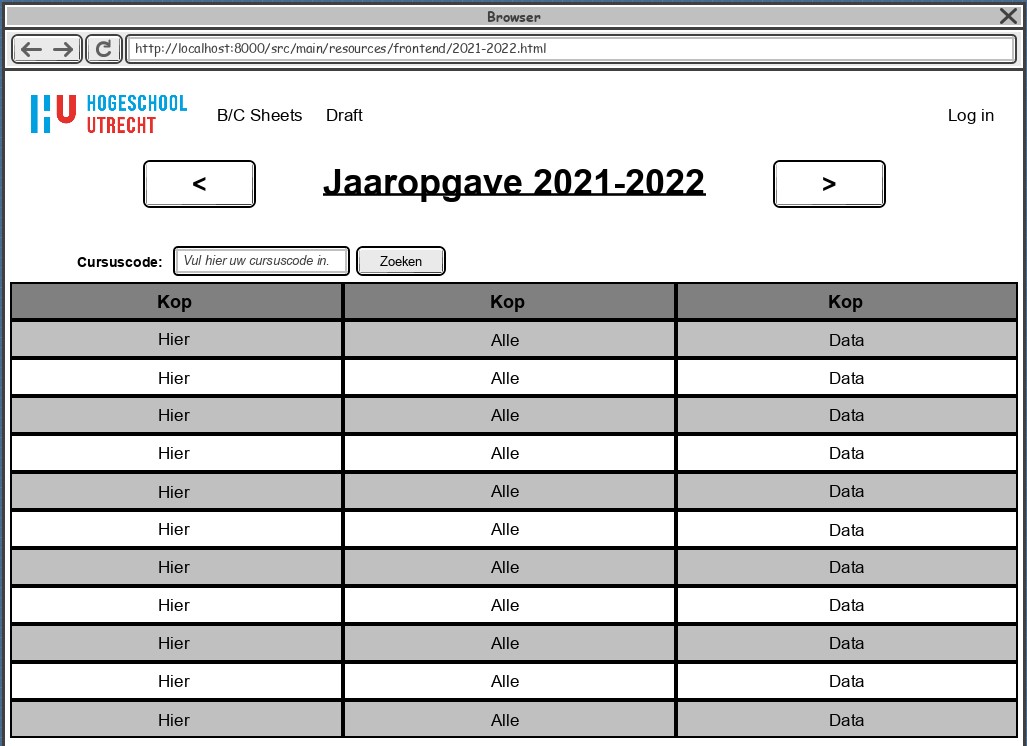 Browser
http://localhost:8000/src/main/resources/frontend/2021-2022.html
HU HOGESCHOOL
UTRECHT
B/C Sheets Draft Log in
< Jaaropgave 2021-2022 >
Cursuscode: Vul hier uw cursuscode in. Zoeken
Kop Kop Kop
Hier Alle Data
Hier Alle Data
Hier Alle Data
Hier Alle Data
Hier Alle Data
Hier Alle Data
Hier Alle Data
Hier Alle Data
Hier Alle Data
Hier Alle Data
Hier Alle Data